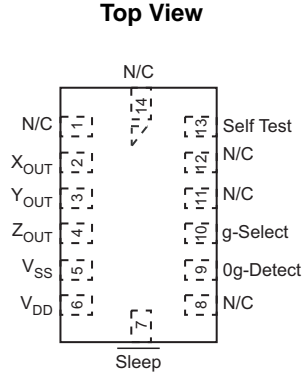 Top View
N/C
14
N/C 1 13 Self Test
XOUT 2 12 N/C
YOUT 3 11 N/C
ZOUT 4 10 g-Select
VSS 5 9 0g-Detect
VDD 6 8 N/C
7
Sleep